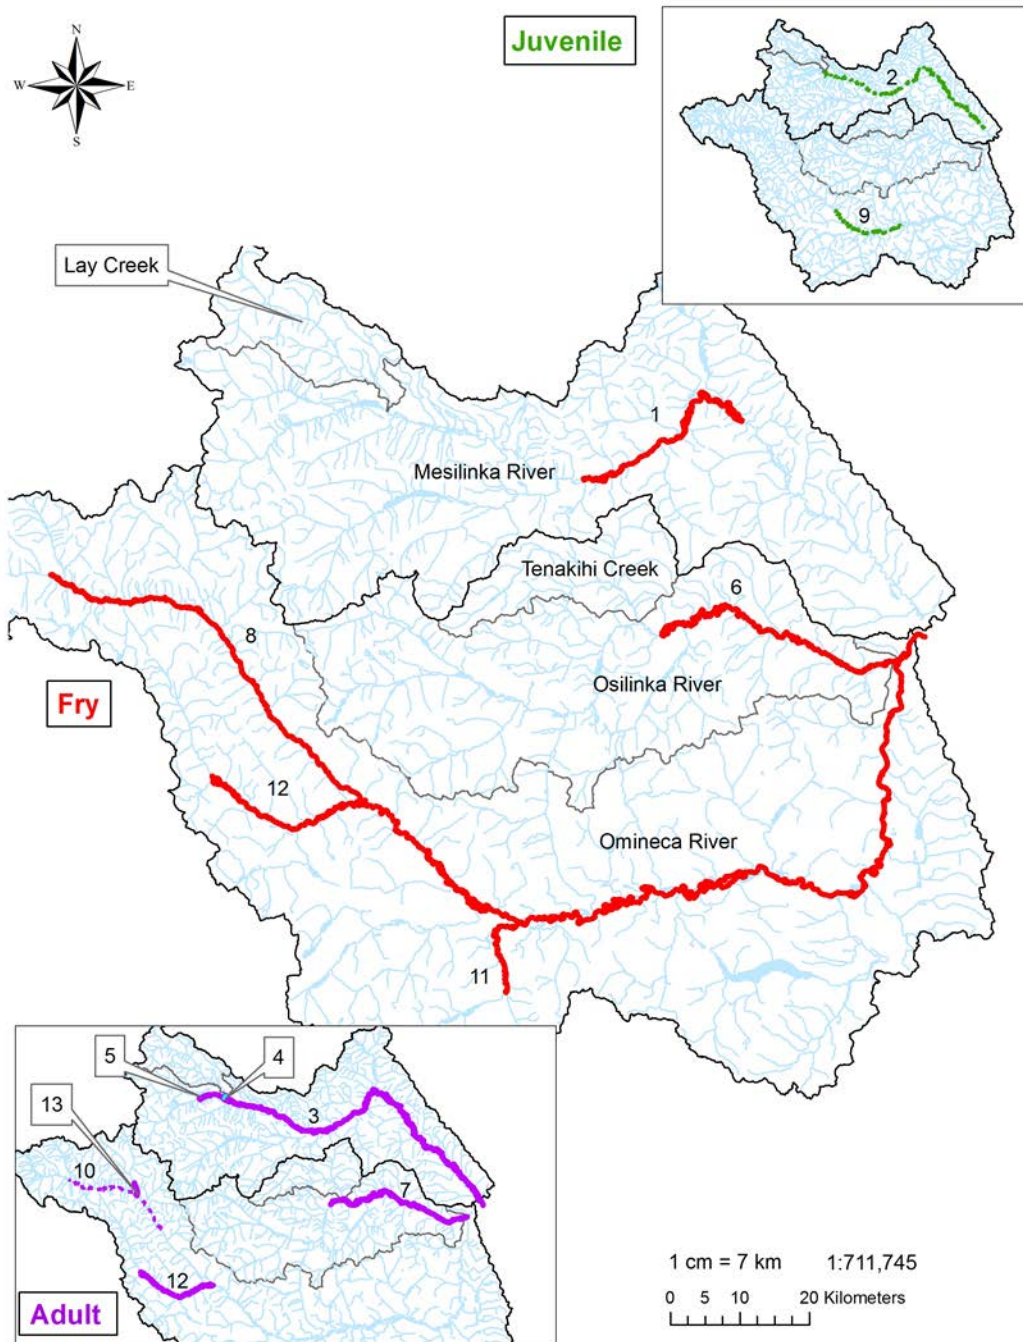 N
W E
S
Juvenile
2
9
Lay Creek
1
Mesilinka River
Tenakihi Creek
6
8
Osilinka River
Fry
12
Omineca River
11
5
4
13
3
10
7
12
Adult
1 cm = 7 km 1:711,745
0 5 10 20 Kilometers